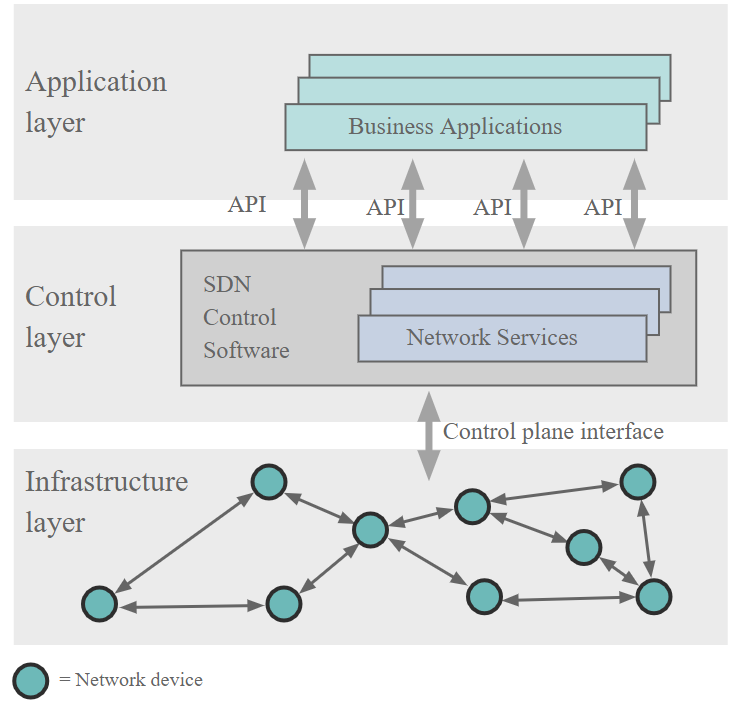 Application
layer
Business Applications
API
API
API
API
Control
layer
SDN
Control
Software
Network Services
Control plane interface
Infrastructure
layer
= Network device